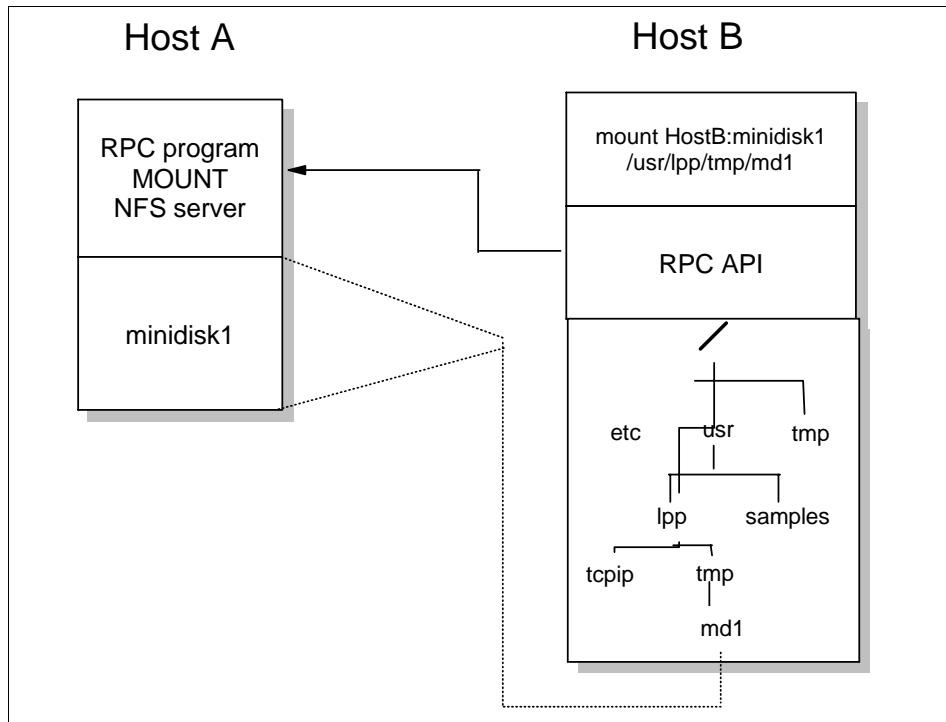 Host A
Host B
RPC program
MOUNT
NFS server
minidisk1
mount HostB:minidisk1
/usr/lpp/tmp/md1
RPC API
/
etc usr tmp
lpp samples
tcpip tmp
md1